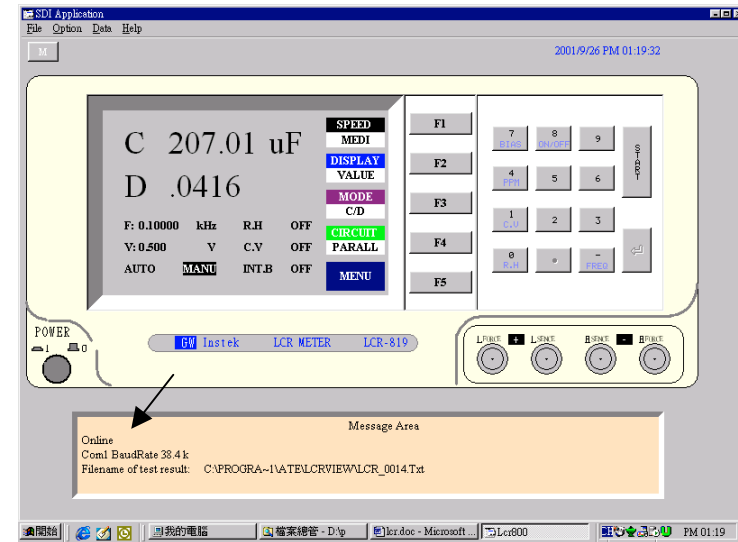 SDI Application
File Option Data Help
M
2001/9/26 PM 01:19:32
C 207.01 uF
D .0416
F: 0.10000 kHz R.H OFF
V: 0.500 V C.V OFF
AUTO MANU INT.B OFF
SPEED
MEDI
DISPLAY
VALUE
MODE
C/D
CIRCUIT
PARALL
MENU
F1
F2
F3
F4
F5
7 8 9
BIAS ON/OFF
4 5 6
PPM
1 2 3
C.V
0 . -
R.H FREQ
START
POWER
1 0
GW Instek LCR METER LCR-819
LFORCE + LSENCE HSENCE - HFORCE
Message Area
Online
Com1 BaudRate 38.4 k
Filename of test result: C:\PROGRA~1\ATE\LCRVIEW\LCR_0014.Txt
開始 我的電腦 檔案總管 - D:\p lcr.doc - Microsoft ... Lcr800 PM 01:19